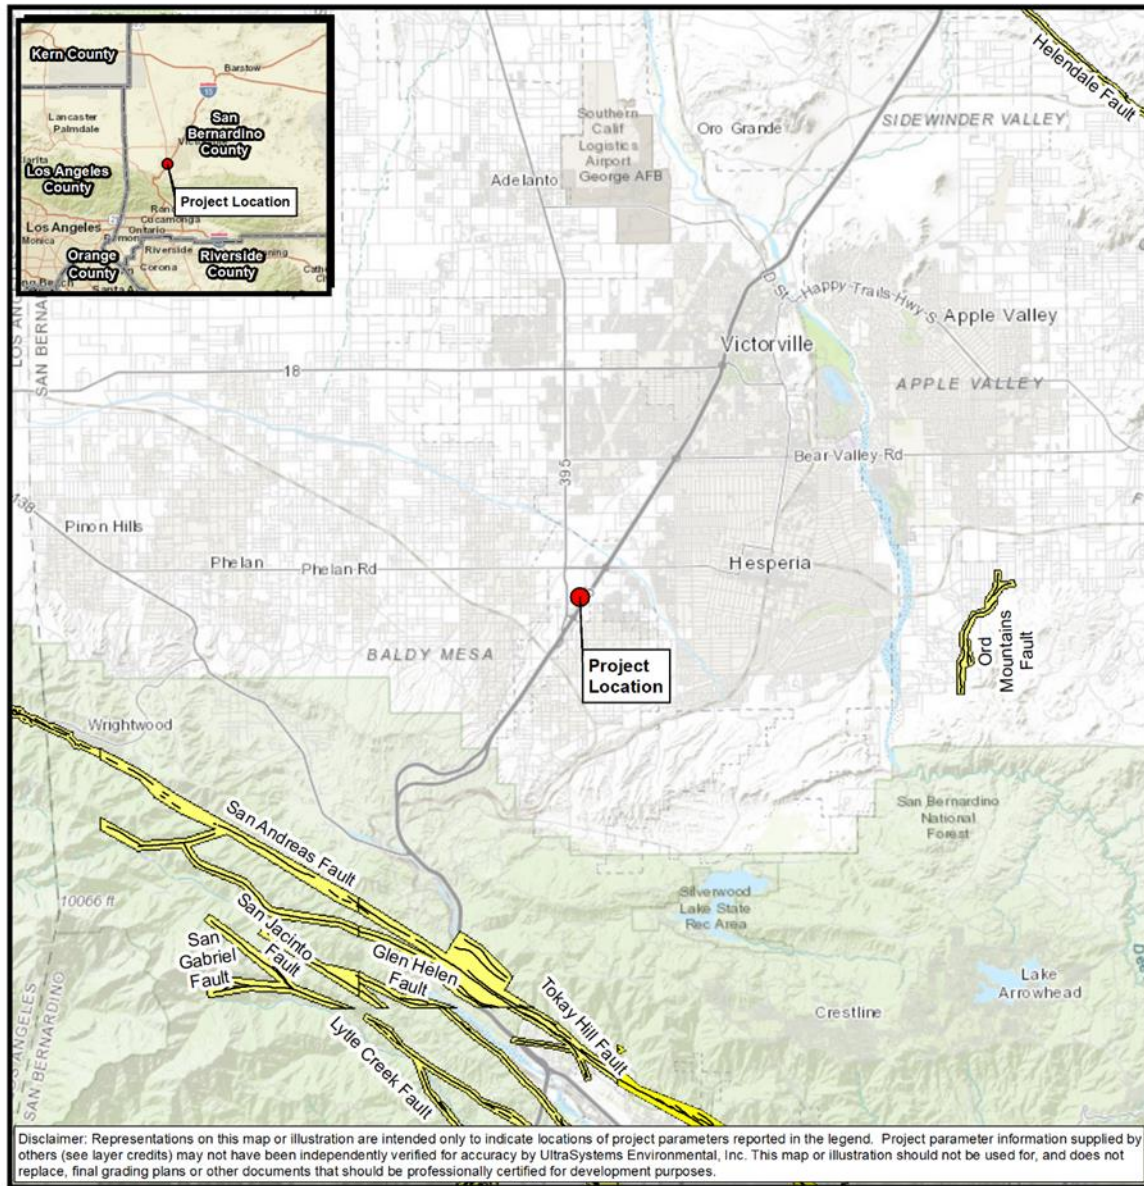 Kern County
Barstow
15
Lancaster
Palmdale
San
Bernardino
County
Los Angeles
County
Project Location
Cucamonga
Ontario
Los Angeles
Monica
Riverside
Orange
County
Riverside
County
Corona
Helendale Fault
SIDEWINDER VALLEY
Oro Grande
Southern
Calif
Logistics
Airport
George AFB
Adelanto
D St
Happy Trails Hwy S
Apple Valley
Victorville
SAN BERN
18
APPLE VALLEY
395
Bear Valley Rd
138
Pinon Hills
Phelan
Phelan Rd
Hesperia
Project
Location
BALDY MESA
Ord
Mountains
Fault
Wrightwood
San Andreas Fault
San Bernardino
National
Forest
10066 ft
Silverwood
Lake State
Rec Area
San Jacinto
Fault
San
Gabriel
Fault
Glen Helen
Fault
Tokay Hill Fault
Lytle Creek Fault
Lake
Arrowhead
Crestline
SAN BERNARDINO
Disclaimer: Representations on this map or illustration are intended only to indicate locations of project parameters reported in the legend. Project parameter information supplied by
others (see layer credits) may not have been independently verified for accuracy by UltraSystems Environmental, Inc. This map or illustration should not be used for, and does not
replace, final grading plans or other documents that should be professionally certified for development purposes.